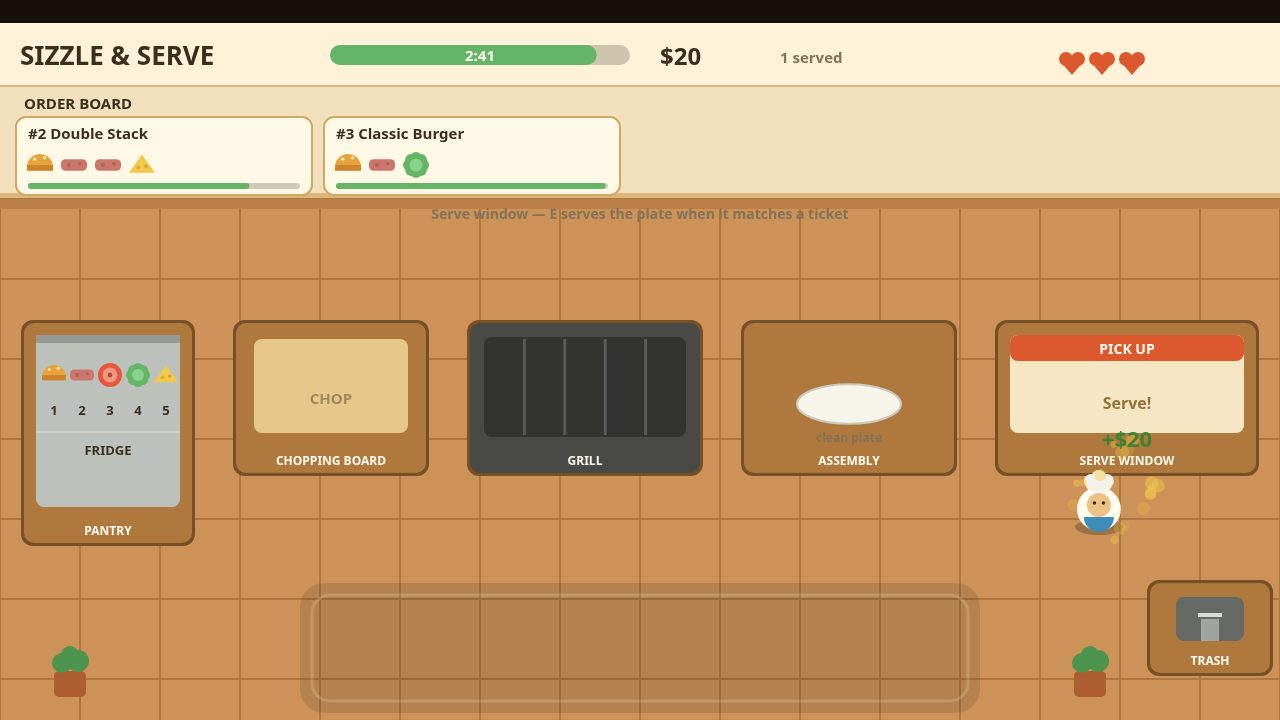 SIZZLE & SERVE
2:41
$20
1 served
ORDER BOARD
#2 Double Stack
#3 Classic Burger
Serve window — E serves the plate when it matches a ticket
1 2 3 4 5
FRIDGE
PANTRY
CHOP
CHOPPING BOARD
GRILL
clean plate
ASSEMBLY
PICK UP
Serve!
+$20
SERVE WINDOW
TRASH